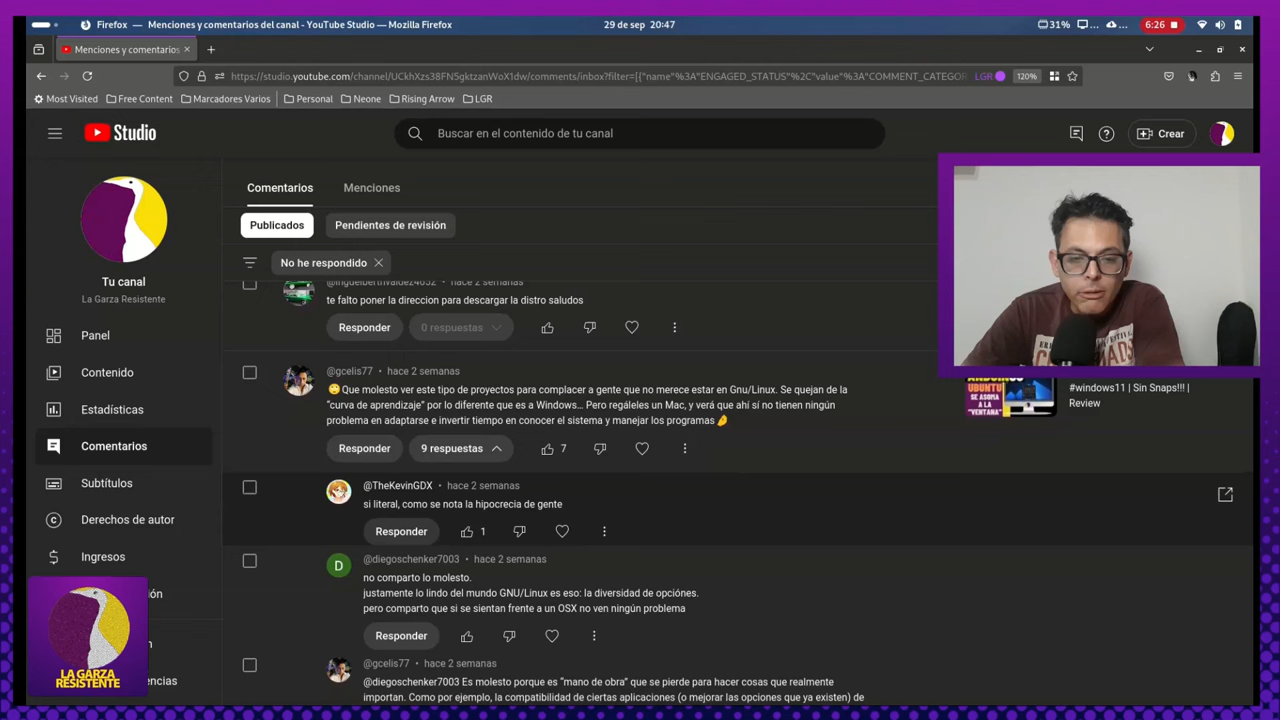 Firefox — Menciones y comentarios del canal - YouTube Studio — Mozilla Firefox
29 de sep 20:47
31%
6:26
Menciones y comentarios
https://studio.youtube.com/channel/UCkhXzs38FN5gktzanWoX1dw/comments/inbox?filter=[{"name"%3A"ENGAGED_STATUS"%2C"value"%3A"COMMENT_CATEGOR
LGR
120%
Most Visited
Free Content
Marcadores Varios
Personal
Neone
Rising Arrow
LGR
Studio
Buscar en el contenido de tu canal
Crear
Tu canal
La Garza Resistente
Panel
Contenido
Estadísticas
Comentarios
Subtítulos
Derechos de autor
Ingresos
LA GARZA
RESISTENTE
Comentarios
Menciones
Publicados
Pendientes de revisión
No he respondido
hace 2 semanas
te falto poner la direccion para descargar la distro saludos
Responder
0 respuestas
@gcelis77 • hace 2 semanas
Que molesto ver este tipo de proyectos para complacer a gente que no merece estar en Gnu/Linux. Se quejan de la
"curva de aprendizaje" por lo diferente que es a Windows… Pero regáleles un Mac, y verá que ahí sí no tienen ningún
problema en adaptarse e invertir tiempo en conocer el sistema y manejar los programas
Responder
9 respuestas
7
@TheKevinGDX • hace 2 semanas
si literal, como se nota la hipocrecia de gente
Responder
1
D
@diegoschenker7003 • hace 2 semanas
no comparto lo molesto.
justamente lo lindo del mundo GNU/Linux es eso: la diversidad de opciónes.
pero comparto que si se sientan frente a un OSX no ven ningún problema
Responder
@gcelis77 • hace 2 semanas
@diegoschenker7003 Es molesto porque es "mano de obra" que se pierde para hacer cosas que realmente
importan. Como por ejemplo, la compatibilidad de ciertas aplicaciones (o mejorar las opciones que ya existen) de
UBUNTU
SE ASOMA
A LA
"VENTANA"
#windows11 | Sin Snaps!!! |
Review